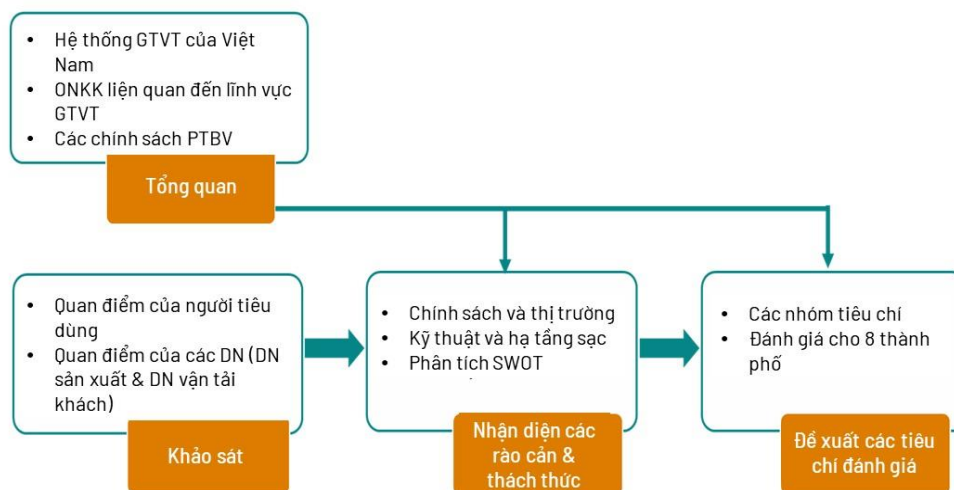 • Hệ thống GTVT của Việt
Nam
• ONKK liện quan đến lĩnh vực
GTVT
• Các chính sách PTBV
Tổng quan
• Quan điểm của người tiêu
dùng
• Quan điểm của các DN (DN
sản xuất & DN vận tải
khách)
Khảo sát
• Chính sách và thị trường
• Kỹ thuật và hạ tầng sạc
• Phân tích SWOT
Nhận diện các
rào cản &
thách thức
• Các nhóm tiêu chí
• Đánh giá cho 8 thành
phố
Đề xuất các tiêu
chí đánh giá